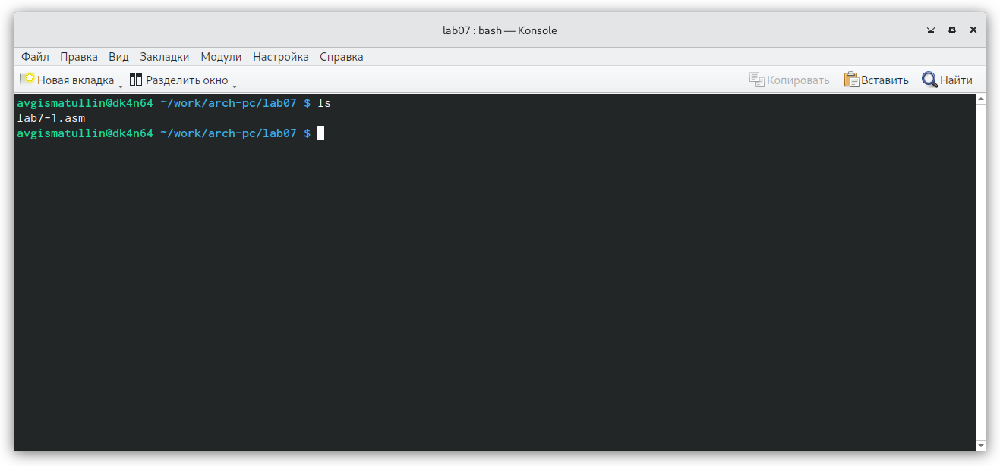 lab07 : bash — Konsole
Файл Правка Вид Закладки Модули Настройка Справка
Новая вкладка Разделить окно Копировать Вставить Найти
avgismatullin@dk4n64 ~/work/arch-pc/lab07 $ ls
lab7-1.asm
avgismatullin@dk4n64 ~/work/arch-pc/lab07 $